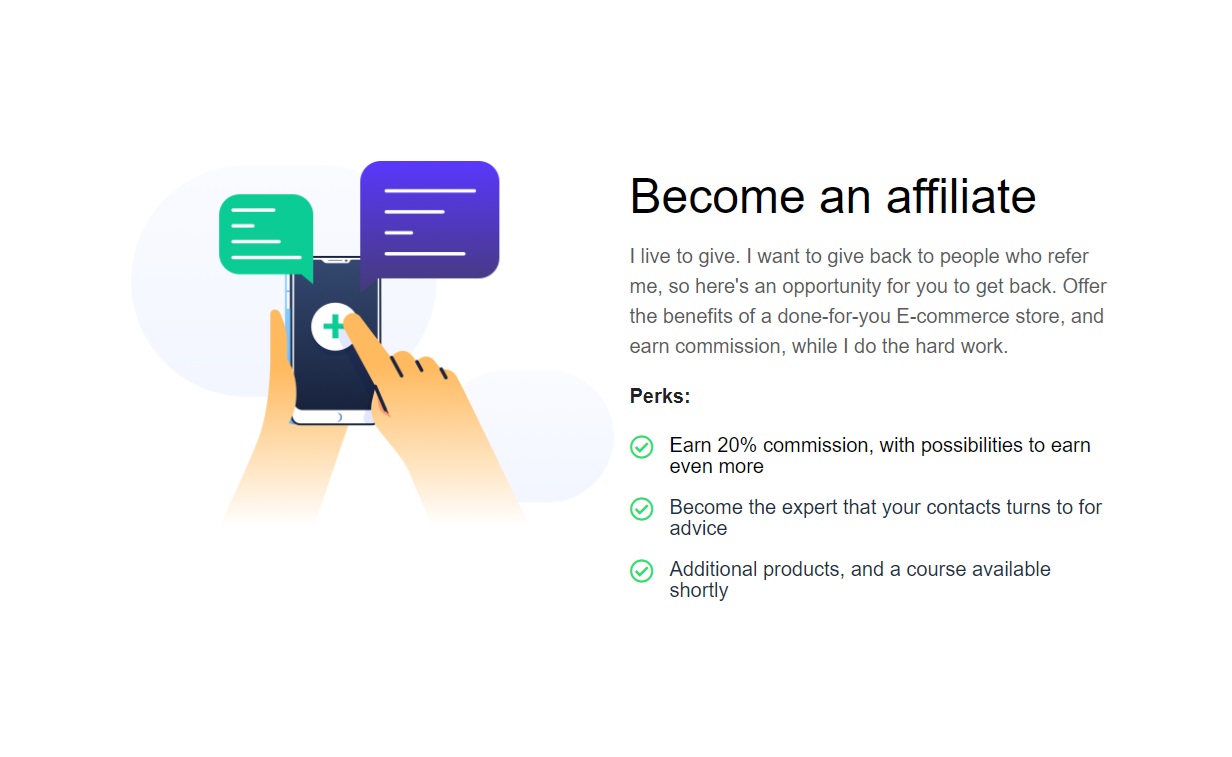 Become an affiliate
I live to give. I want to give back to people who refer
me, so here's an opportunity for you to get back. Offer
the benefits of a done-for-you E-commerce store, and
earn commission, while I do the hard work.
Perks:
Earn 20% commission, with possibilities to earn
even more
Become the expert that your contacts turns to for
advice
Additional products, and a course available
shortly